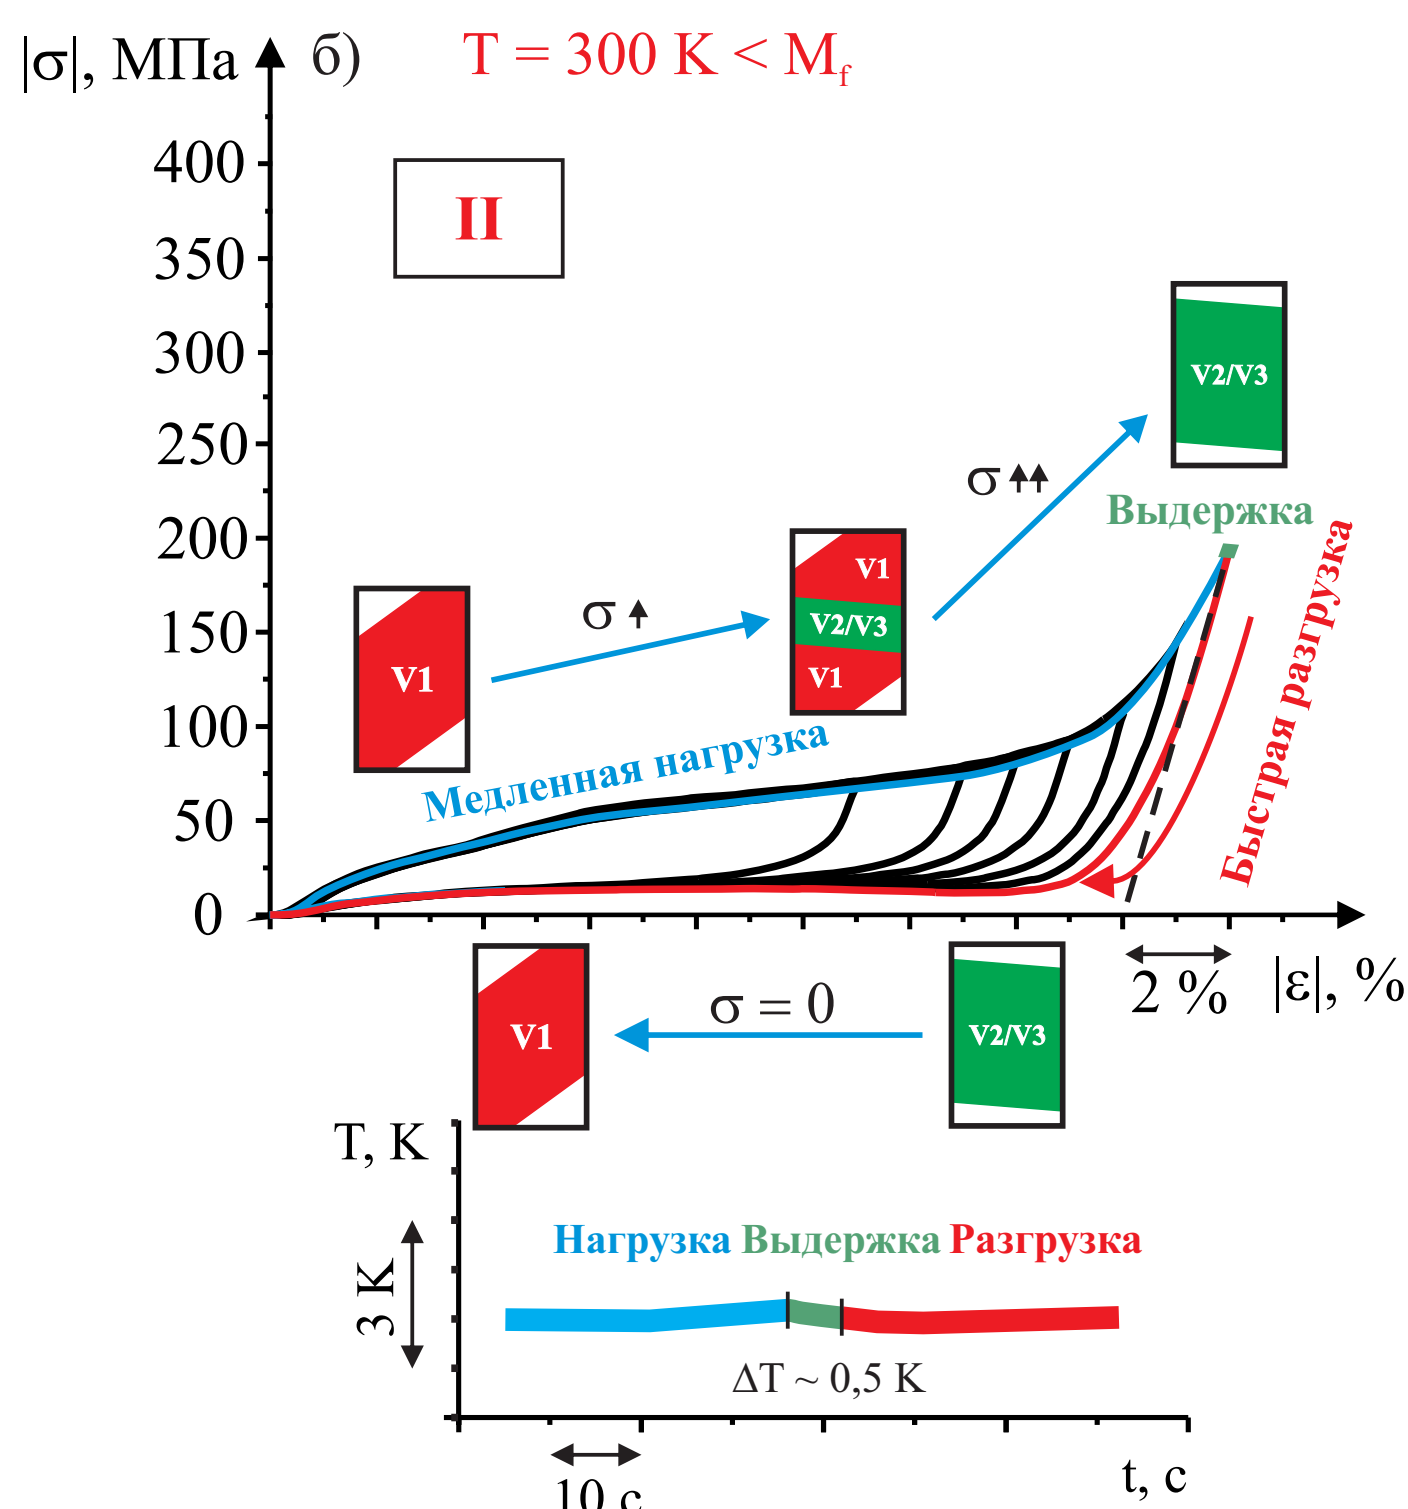 |σ|, МПа
б)
T = 300 K < Mf
400
350
300
250
200
150
100
50
0
II
V2/V3
σ
Выдержка
V1
σ
V1
V2/V3
V1
Медленная нагрузка
Быстрая разгрузка
2 %
|ε|, %
V1
σ = 0
V2/V3
T, K
3 K
Нагрузка Выдержка Разгрузка
ΔT ~ 0,5 K
10 с
t, с